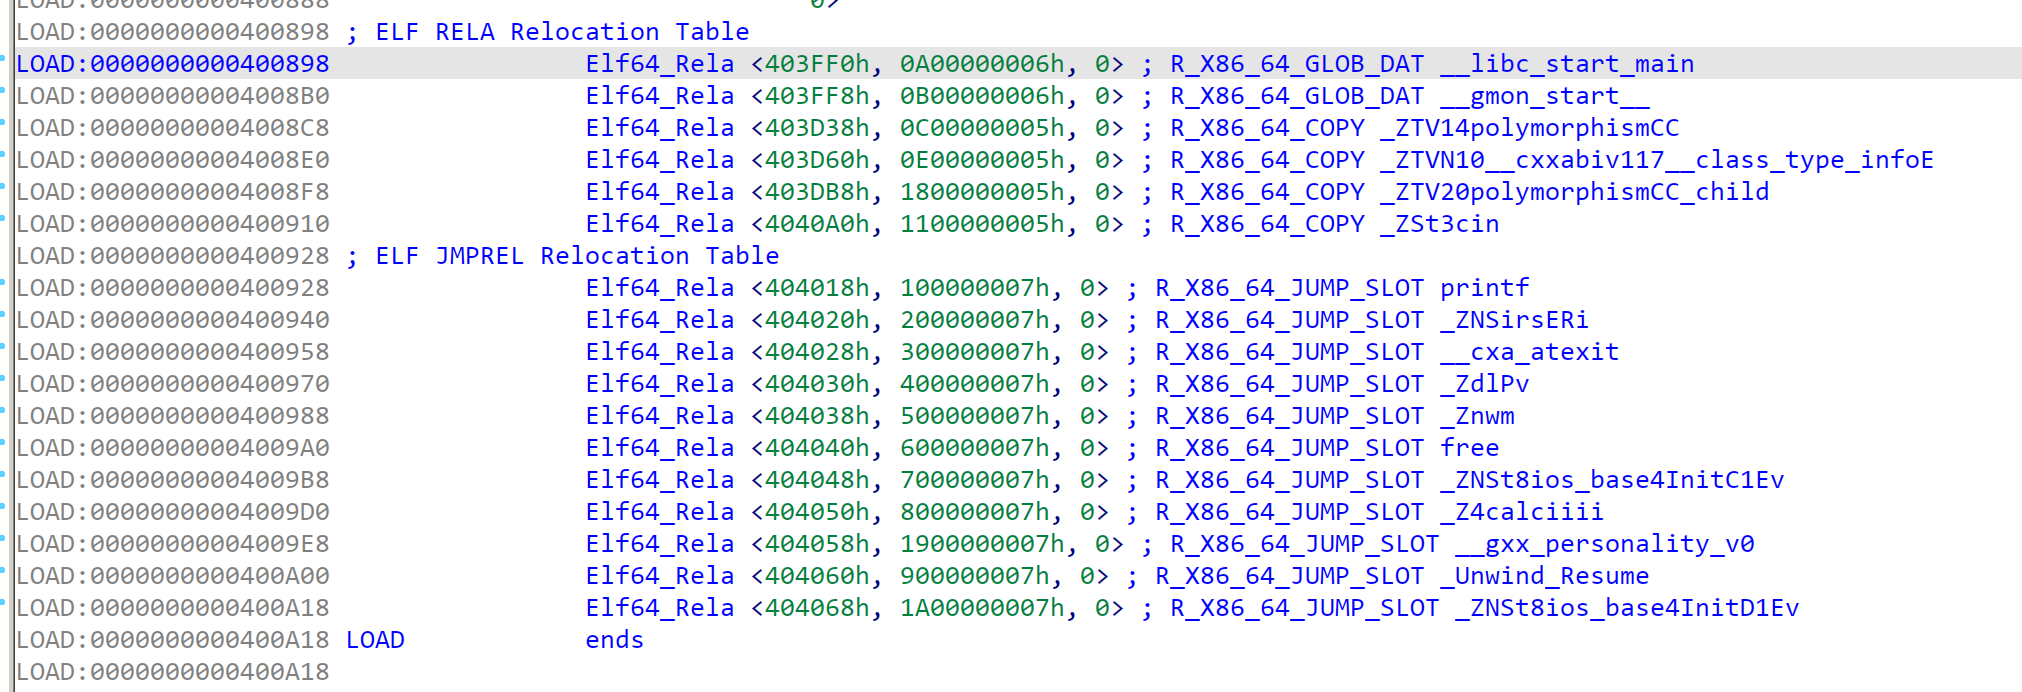 LOAD:0000000000400888 0>
LOAD:0000000000400898 ; ELF RELA Relocation Table
LOAD:0000000000400898 Elf64_Rela <403FF0h, 0A00000006h, 0> ; R_X86_64_GLOB_DAT __libc_start_main
LOAD:00000000004008B0 Elf64_Rela <403FF8h, 0B00000006h, 0> ; R_X86_64_GLOB_DAT __gmon_start__
LOAD:00000000004008C8 Elf64_Rela <403D38h, 0C00000005h, 0> ; R_X86_64_COPY _ZTV14polymorphismCC
LOAD:00000000004008E0 Elf64_Rela <403D60h, 0E00000005h, 0> ; R_X86_64_COPY _ZTVN10__cxxabiv117__class_type_infoE
LOAD:00000000004008F8 Elf64_Rela <403DB8h, 1800000005h, 0> ; R_X86_64_COPY _ZTV20polymorphismCC_child
LOAD:0000000000400910 Elf64_Rela <4040A0h, 1100000005h, 0> ; R_X86_64_COPY _ZSt3cin
LOAD:0000000000400928 ; ELF JMPREL Relocation Table
LOAD:0000000000400928 Elf64_Rela <404018h, 100000007h, 0> ; R_X86_64_JUMP_SLOT printf
LOAD:0000000000400940 Elf64_Rela <404020h, 200000007h, 0> ; R_X86_64_JUMP_SLOT _ZNSirsERi
LOAD:0000000000400958 Elf64_Rela <404028h, 300000007h, 0> ; R_X86_64_JUMP_SLOT __cxa_atexit
LOAD:0000000000400970 Elf64_Rela <404030h, 400000007h, 0> ; R_X86_64_JUMP_SLOT _ZdlPv
LOAD:0000000000400988 Elf64_Rela <404038h, 500000007h, 0> ; R_X86_64_JUMP_SLOT _Znwm
LOAD:00000000004009A0 Elf64_Rela <404040h, 600000007h, 0> ; R_X86_64_JUMP_SLOT free
LOAD:00000000004009B8 Elf64_Rela <404048h, 700000007h, 0> ; R_X86_64_JUMP_SLOT _ZNSt8ios_base4InitC1Ev
LOAD:00000000004009D0 Elf64_Rela <404050h, 800000007h, 0> ; R_X86_64_JUMP_SLOT _Z4calciiii
LOAD:00000000004009E8 Elf64_Rela <404058h, 1900000007h, 0> ; R_X86_64_JUMP_SLOT __gxx_personality_v0
LOAD:0000000000400A00 Elf64_Rela <404060h, 900000007h, 0> ; R_X86_64_JUMP_SLOT _Unwind_Resume
LOAD:0000000000400A18 Elf64_Rela <404068h, 1A00000007h, 0> ; R_X86_64_JUMP_SLOT _ZNSt8ios_base4InitD1Ev
LOAD:0000000000400A18 LOAD ends
LOAD:0000000000400A18